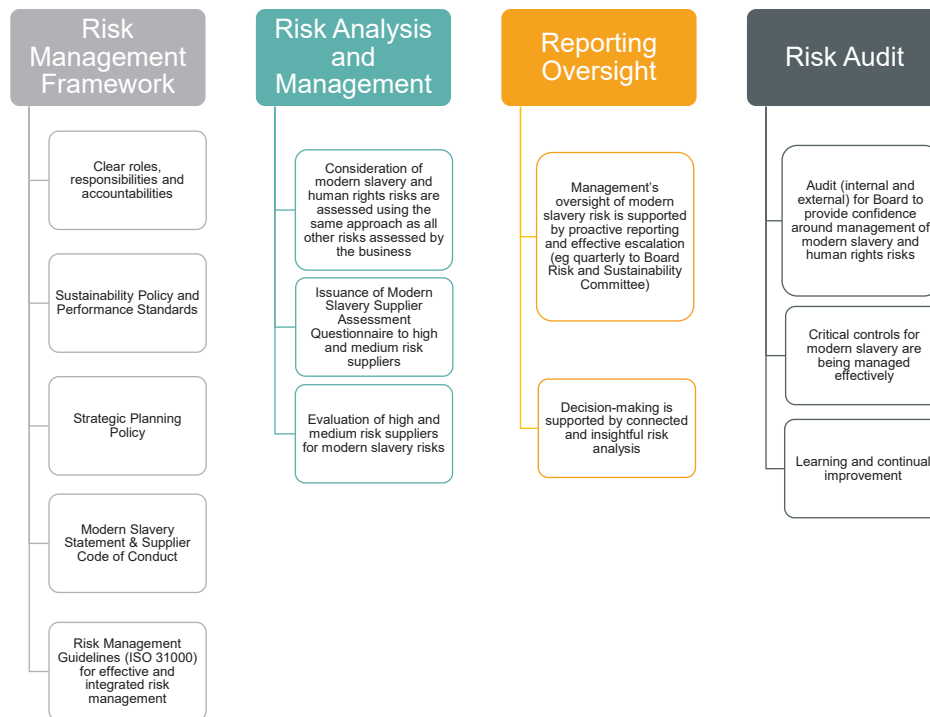 Risk
Management
Framework
Clear roles,
responsibilities and
accountabilities
Sustainability Policy and
Performance Standards
Strategic Planning
Policy
Modern Slavery
Statement & Supplier
Code of Conduct
Risk Management
Guidelines (ISO 31000)
for effective and
integrated risk
management
Risk Analysis
and
Management
Consideration of
modern slavery and
human rights risks are
assessed using the
same approach as all
other risks assessed by
the business
Issuance of Modern
Slavery Supplier
Assessment
Questionnaire to high
and medium risk
suppliers
Evaluation of high and
medium risk suppliers
for modern slavery risks
Reporting
Oversight
Management's
oversight of modern
slavery risk is supported
by proactive reporting
and effective escalation
(eg quarterly to Board
Risk and Sustainability
Committee)
Decision-making is
supported by connected
and insightful risk
analysis
Risk Audit
Audit (internal and
external) for Board to
provide confidence
around management of
modern slavery and
human rights risks
Critical controls for
modern slavery are
being managed
effectively
Learning and continual
improvement